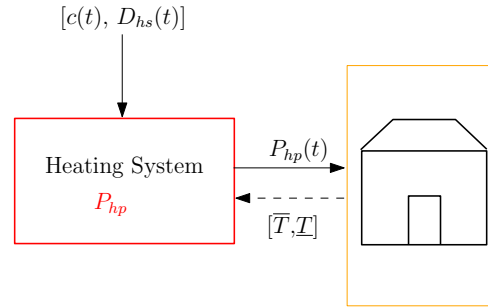 [c(t), D_hs(t)]
Heating System
P_hp
P_hp(t)
[T̅,T̲]